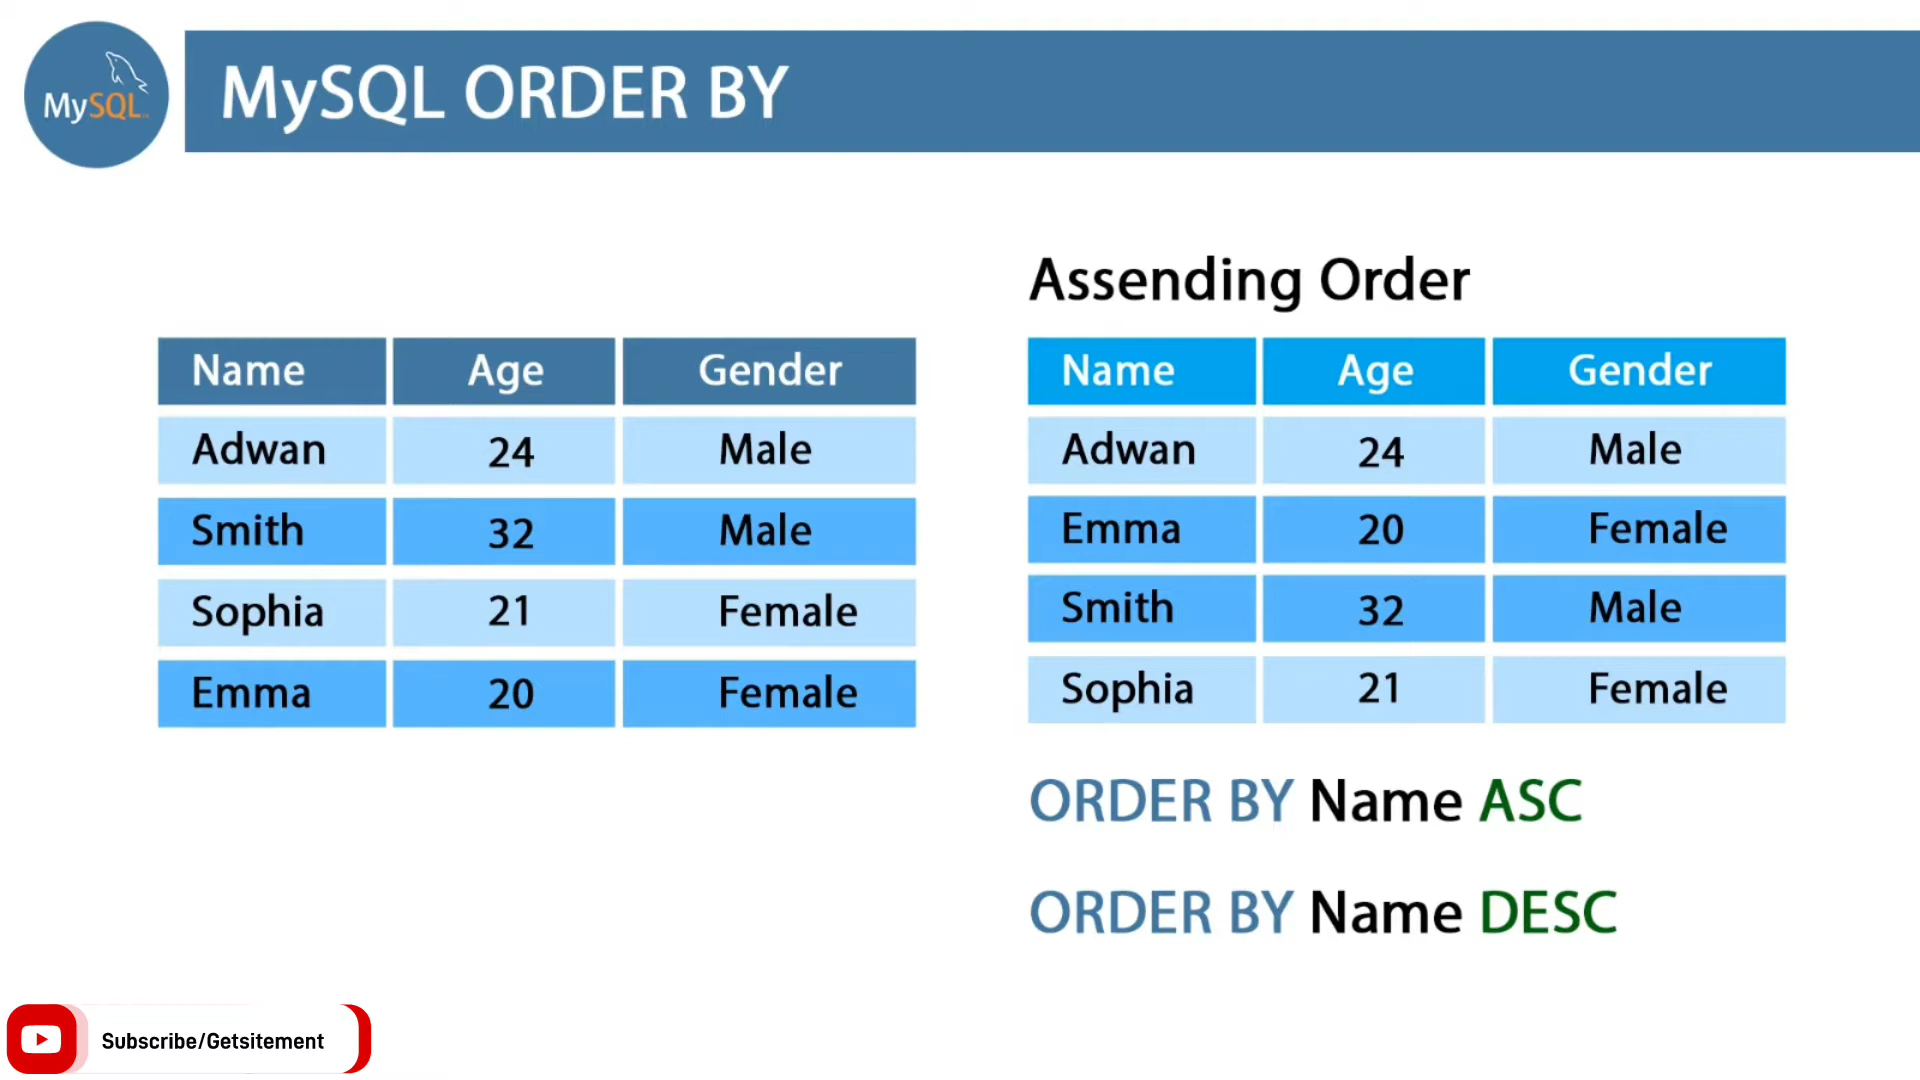 MySQL
MySQL ORDER BY
Name Age Gender
Adwan 24 Male
Smith 32 Male
Sophia 21 Female
Emma 20 Female
Assending Order
Name Age Gender
Adwan 24 Male
Emma 20 Female
Smith 32 Male
Sophia 21 Female
ORDER BY Name ASC
ORDER BY Name DESC
Subscribe/Getsitement